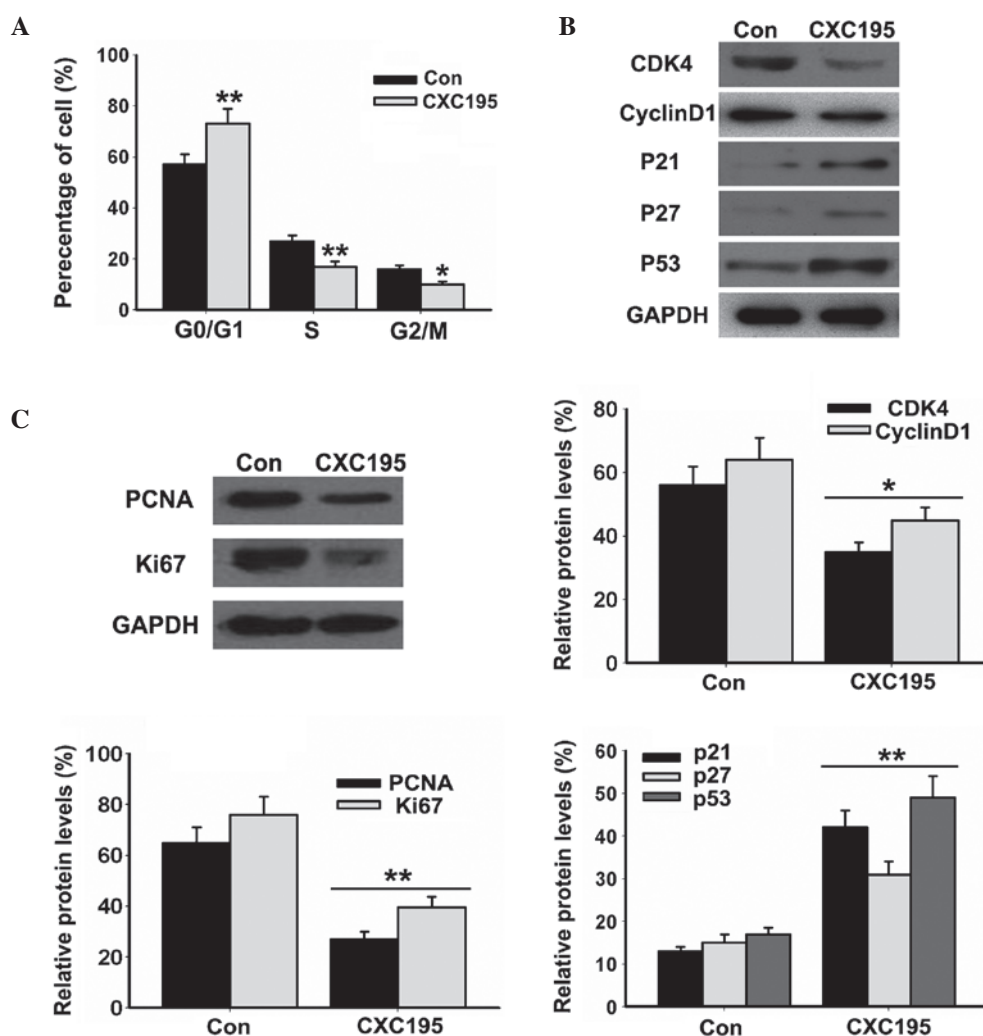 A
Perecentage of cell (%)
100
80
60
40
20
0
Con
CXC195
**
**
*
G0/G1 S G2/M
B
Con CXC195
CDK4
CyclinD1
P21
P27
P53
GAPDH
C
Con CXC195
PCNA
Ki67
GAPDH
Relative protein levels (%)
80
60
40
20
0
CDK4
CyclinD1
*
Con CXC195
Relative protein levels (%)
100
80
60
40
20
0
PCNA
Ki67
**
Con CXC195
Relative protein levels (%)
60
50
40
30
20
10
0
p21
p27
p53
**
Con CXC195